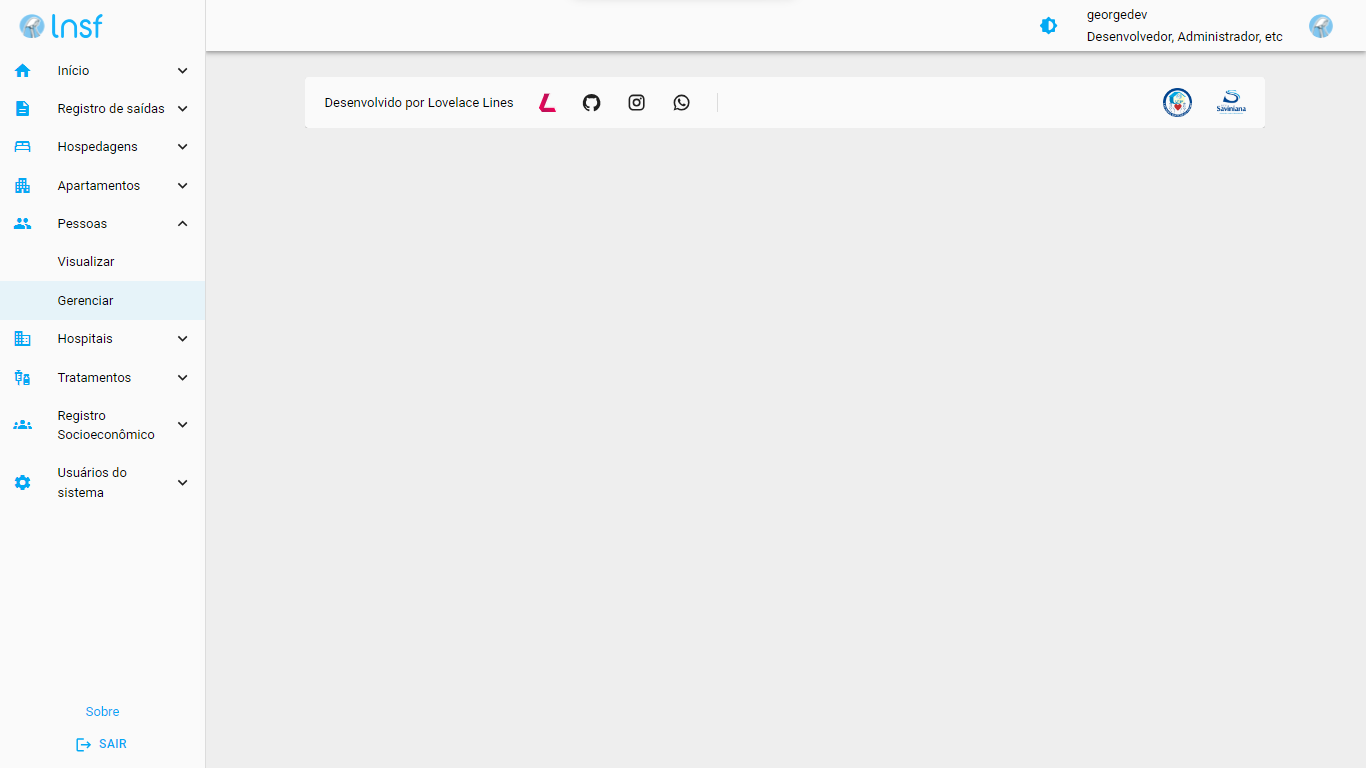 lnsf
georgedev
Desenvolvedor, Administrador, etc
Início
Registro de saídas
Hospedagens
Apartamentos
Pessoas
Visualizar
Gerenciar
Hospitais
Tratamentos
Registro
Socioeconômico
Usuários do
sistema
Sobre
SAIR
Desenvolvido por Lovelace Lines
Saviniana